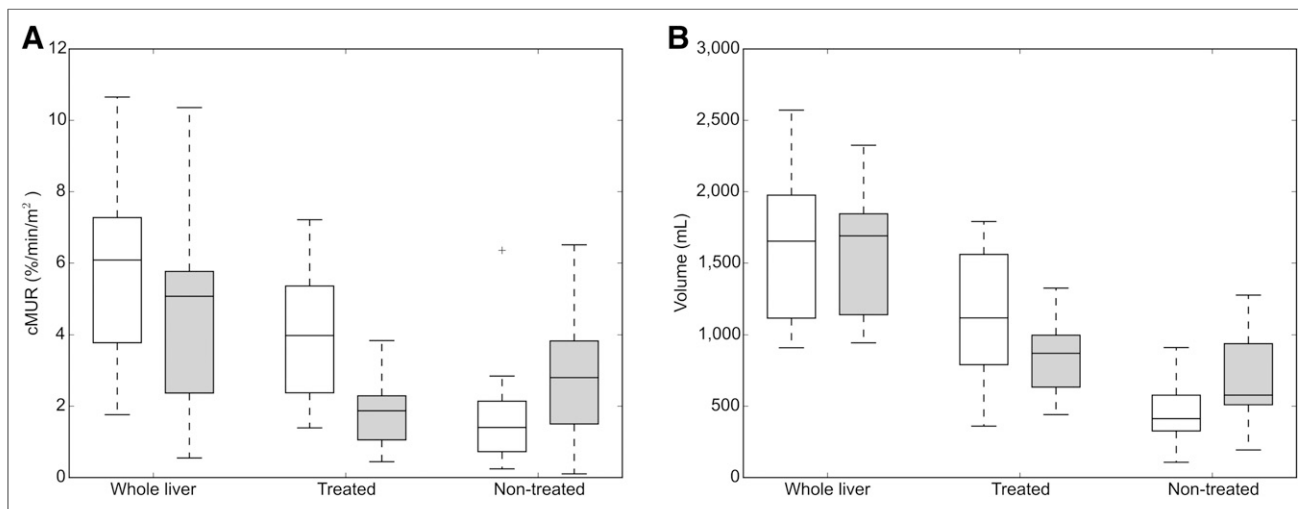 A
12
10
8
6
4
2
0
cMUR (%/min/m²)
Whole liver Treated Non-treated
B
3,000
2,500
2,000
1,500
1,000
500
0
Volume (mL)
Whole liver Treated Non-treated